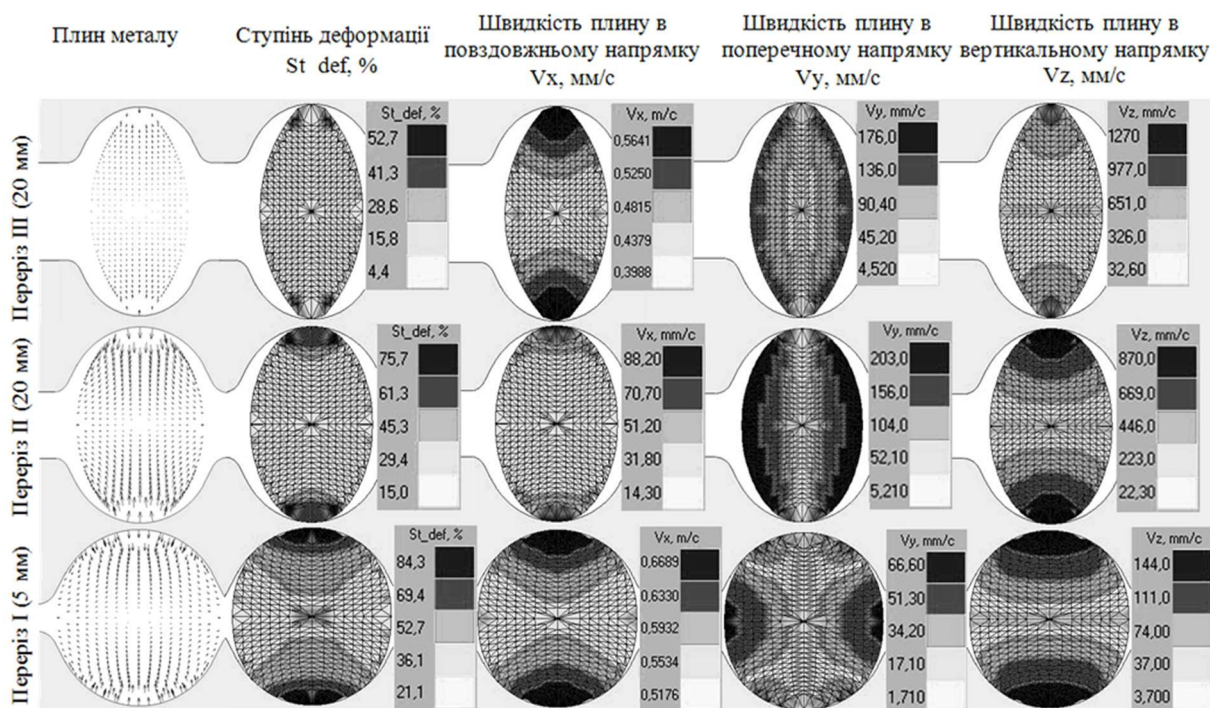 Плин металу
Ступінь деформації
St_def, %
Швидкість плину в
повздовжньому напрямку
Vx, мм/с
Швидкість плину в
поперечному напрямку
Vy, мм/с
Швидкість плину в
вертикальному напрямку
Vz, мм/с
Переріз III (20 мм)
St_def, %
52,7
41,3
28,6
15,8
4,4
Vx, m/c
0,5641
0,5250
0,4815
0,4379
0,3988
Vy, mm/c
176,0
136,0
90,40
45,20
4,520
Vz, mm/c
1270
977,0
651,0
326,0
32,60
Переріз II (20 мм)
St_def, %
75,7
61,3
45,3
29,4
15,0
Vx, mm/c
88,20
70,70
51,20
31,80
14,30
Vy, mm/c
203,0
156,0
104,0
52,10
5,210
Vz, mm/c
870,0
669,0
446,0
223,0
22,30
Переріз I (5 мм)
St_def, %
84,3
69,4
52,7
36,1
21,1
Vx, m/c
0,6689
0,6330
0,5932
0,5534
0,5176
Vy, mm/c
66,60
51,30
34,20
17,10
1,710
Vz, mm/c
144,0
111,0
74,00
37,00
3,700